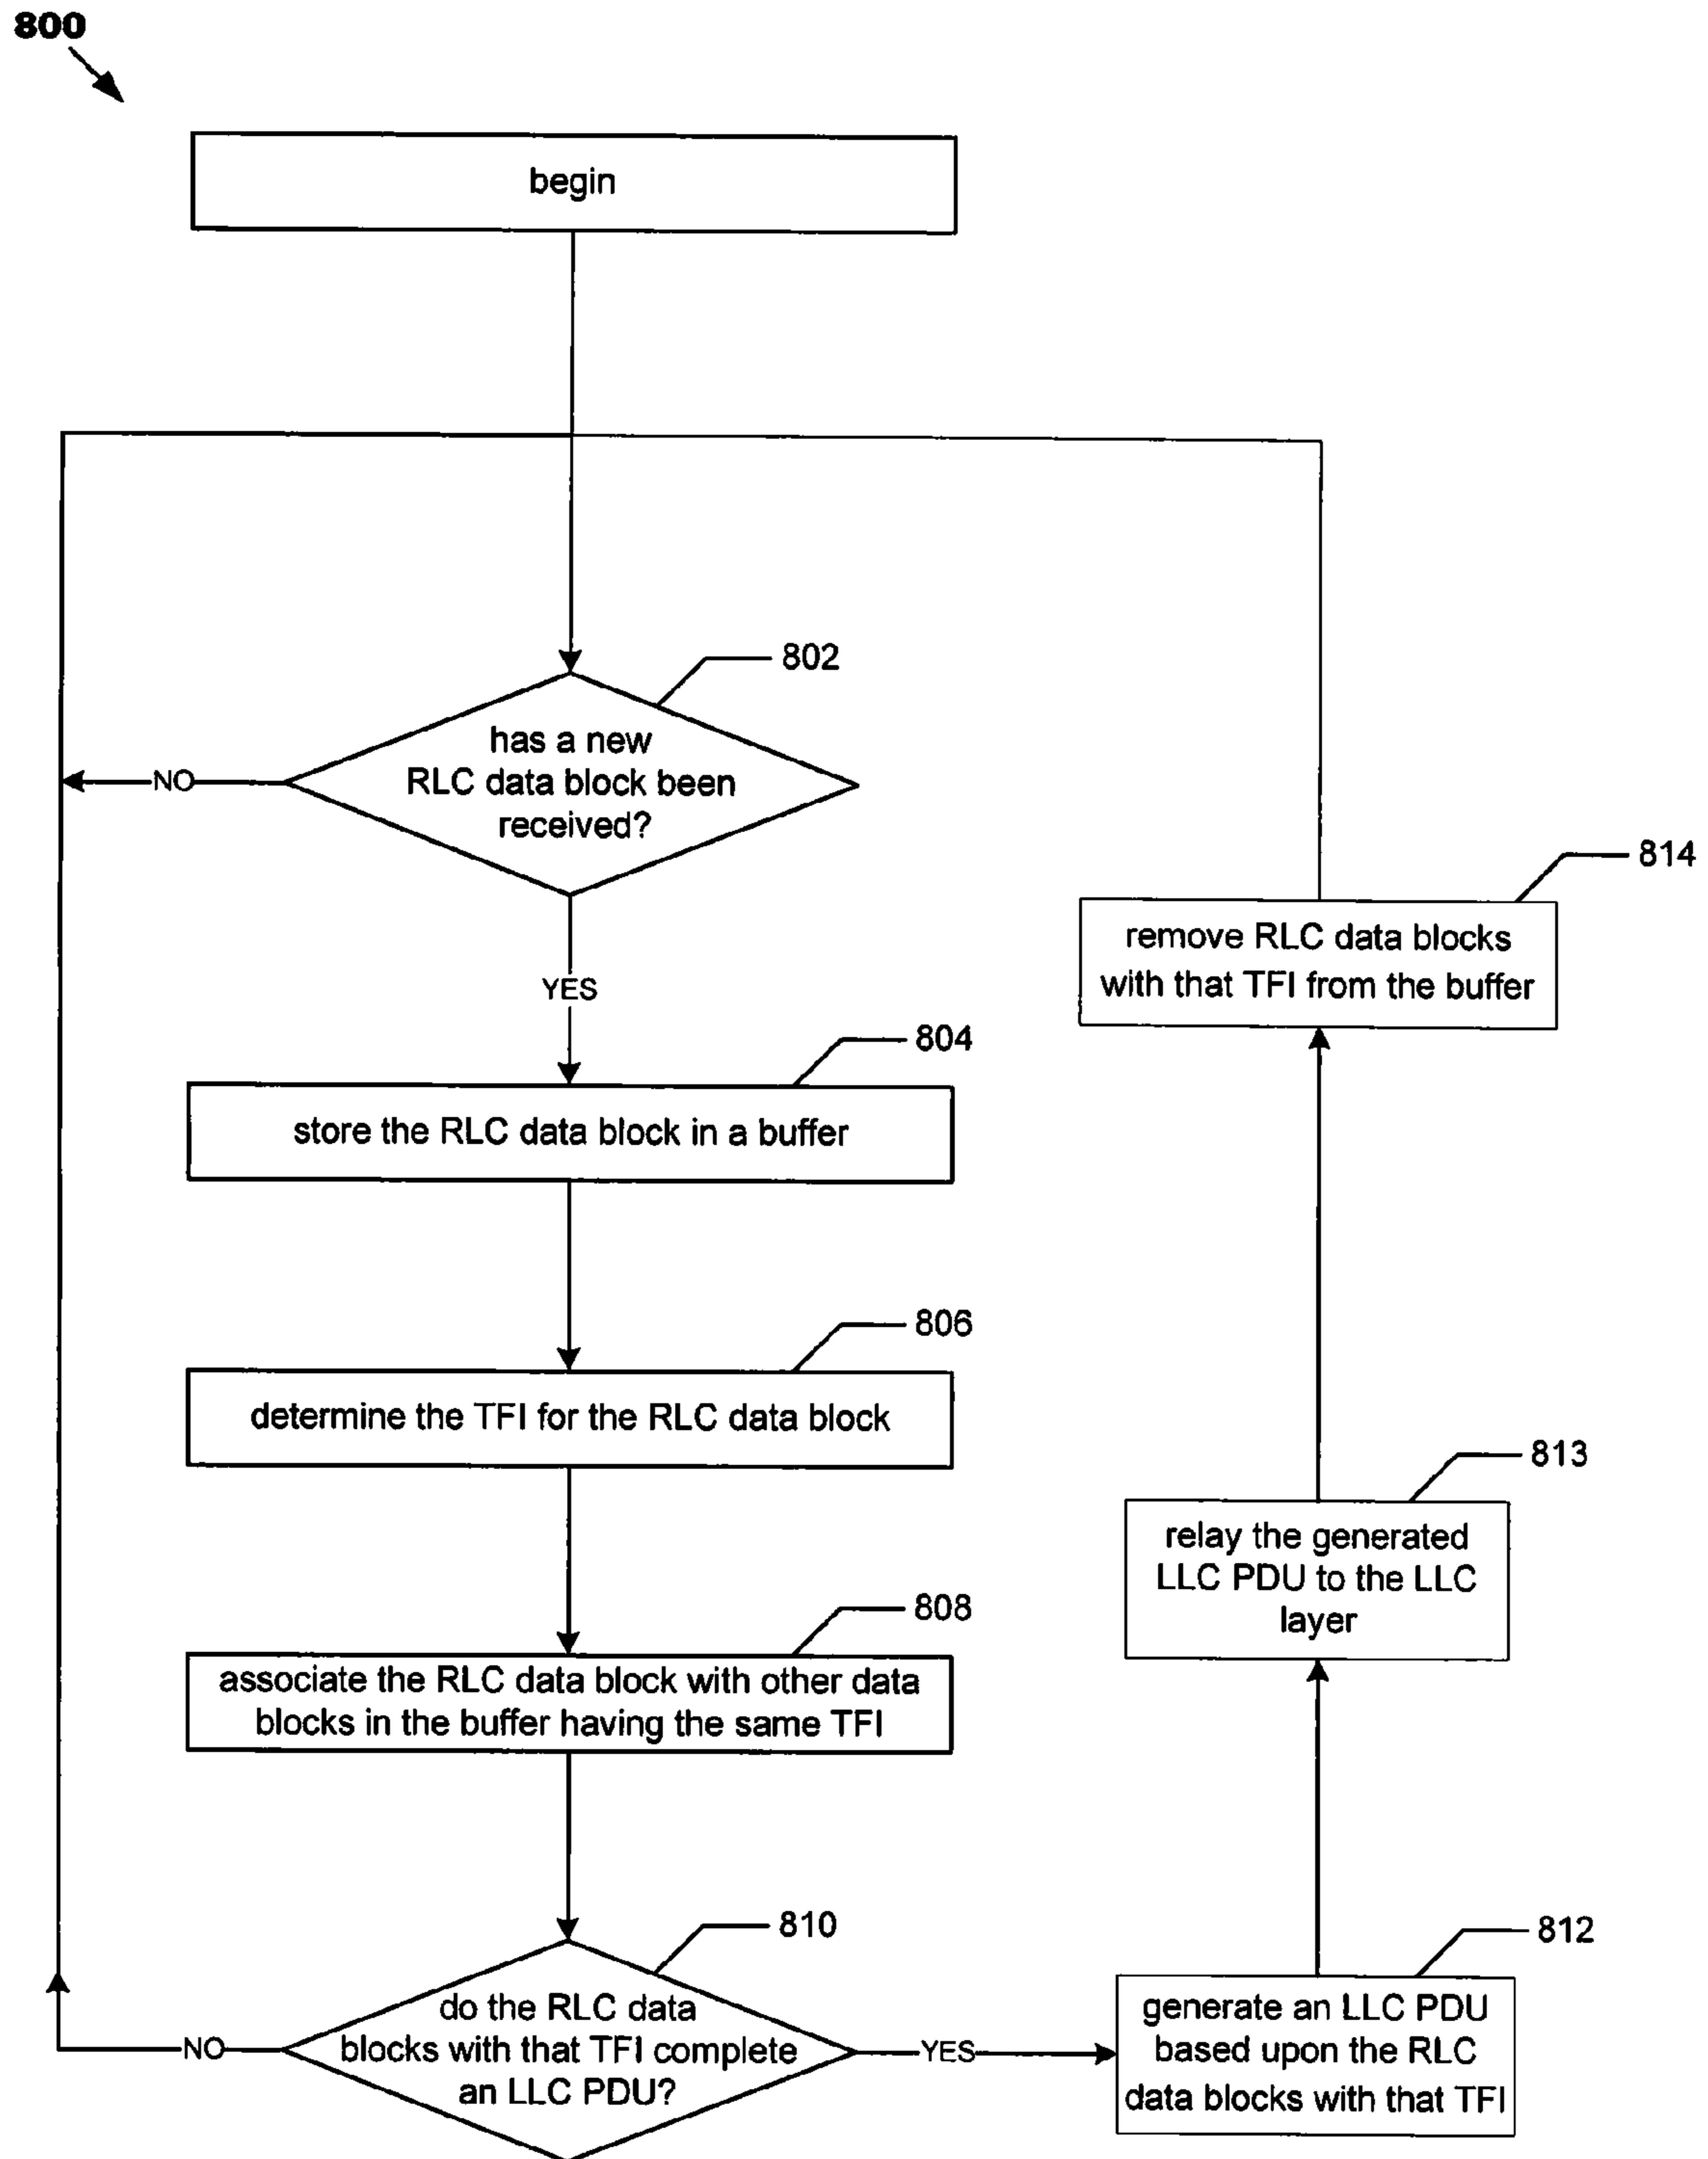 800
begin
802
has a new
RLC data block been
received?
NO
YES
804
store the RLC data block in a buffer
806
determine the TFI for the RLC data block
808
associate the RLC data block with other data
blocks in the buffer having the same TFI
810
do the RLC data
blocks with that TFI complete
an LLC PDU?
NO
YES
812
generate an LLC PDU
based upon the RLC
data blocks with that TFI
813
relay the generated
LLC PDU to the LLC
layer
814
remove RLC data blocks
with that TFI from the buffer